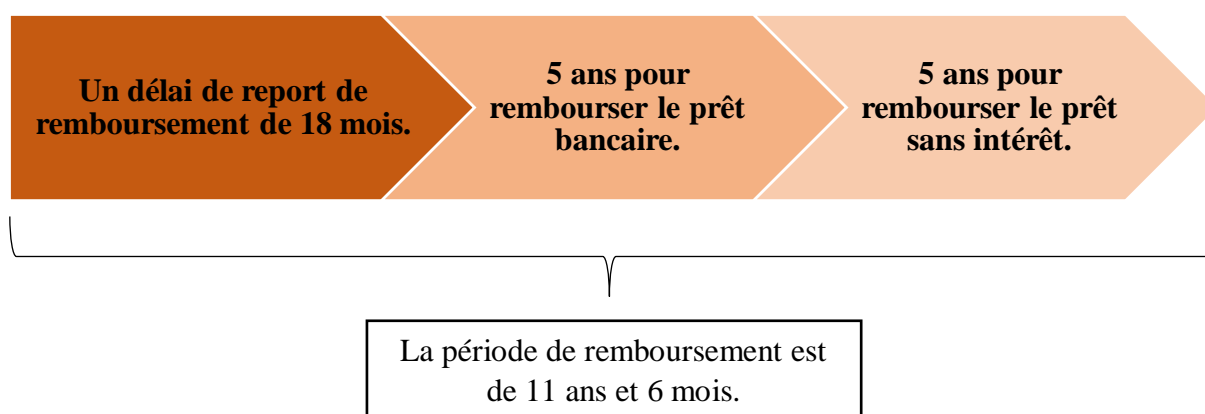 Un délai de report de
remboursement de 18 mois.
5 ans pour
rembourser le prêt
bancaire.
5 ans pour
rembourser le prêt
sans intérêt.
La période de remboursement est
de 11 ans et 6 mois.